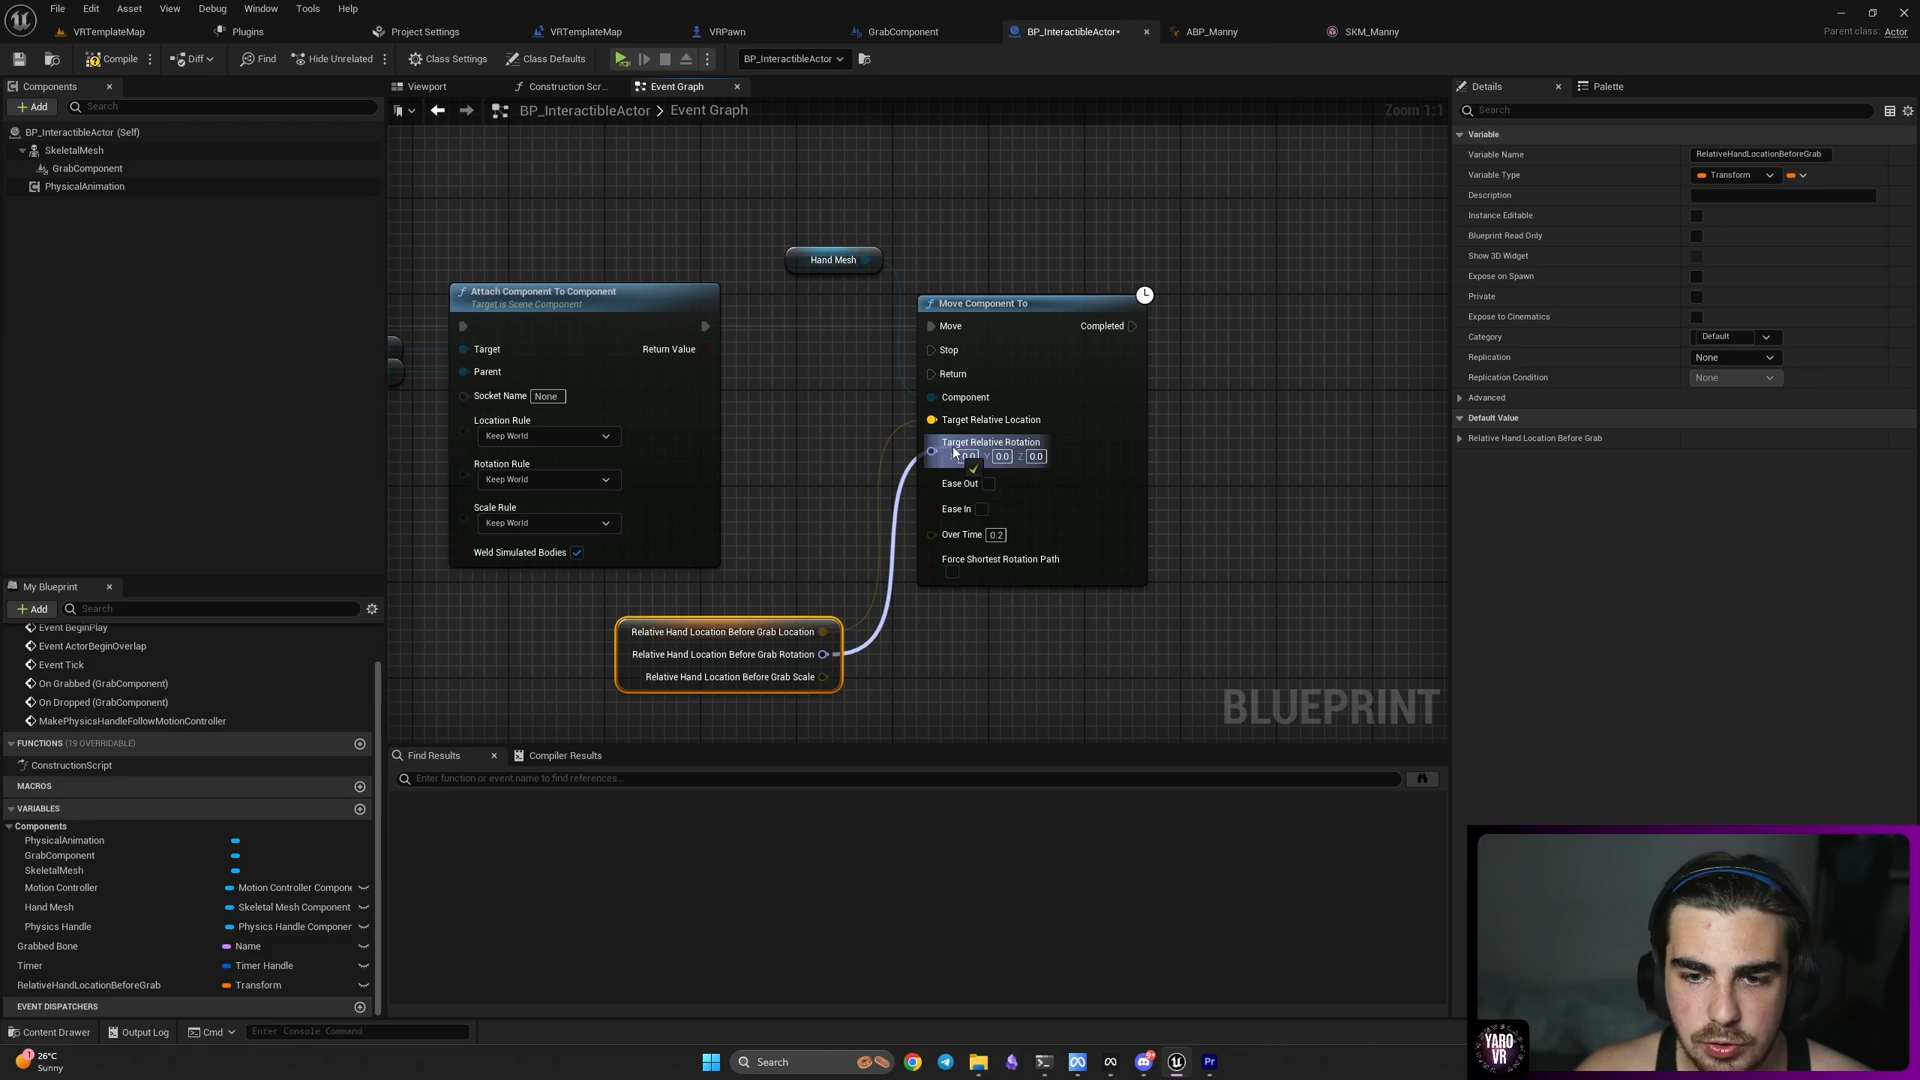 File Edit Asset View Debug Window Tools Help
VRTemplateMap Plugins Project Settings VRTemplateMap VRPawn GrabComponent BP_InteractibleActor* ABP_Manny SKM_Manny
Parent class: Actor
Compile Diff Find Hide Unrelated Class Settings Class Defaults BP_InteractibleActor
Components
Add Search
BP_InteractibleActor (Self)
SkeletalMesh
GrabComponent
PhysicalAnimation
My Blueprint
Add Search
Event BeginPlay
Event ActorBeginOverlap
Event Tick
On Grabbed (GrabComponent)
On Dropped (GrabComponent)
MakePhysicsHandleFollowMotionController
FUNCTIONS (19 OVERRIDABLE)
ConstructionScript
MACROS
VARIABLES
Components
PhysicalAnimation
GrabComponent
SkeletalMesh
Motion Controller Motion Controller Compone
Hand Mesh Skeletal Mesh Component
Physics Handle Physics Handle Componer
Grabbed Bone Name
Timer Timer Handle
RelativeHandLocationBeforeGrab Transform
EVENT DISPATCHERS
Viewport Construction Scr... Event Graph
BP_InteractibleActor > Event Graph
Zoom 1:1
Hand Mesh
Attach Component To Component
Target is Scene Component
Target Return Value
Parent
Socket Name None
Location Rule
Keep World
Rotation Rule
Keep World
Scale Rule
Keep World
Weld Simulated Bodies
Move Component To
Move Completed
Stop
Return
Component
Target Relative Location
Target Relative Rotation
0.0 Y 0.0 Z 0.0
Ease Out
Ease In
Over Time 0.2
Force Shortest Rotation Path
Relative Hand Location Before Grab Location
Relative Hand Location Before Grab Rotation
Relative Hand Location Before Grab Scale
BLUEPRINT
Find Results Compiler Results
Enter function or event name to find references...
Details Palette
Search
Variable
Variable Name RelativeHandLocationBeforeGrab
Variable Type Transform
Description
Instance Editable
Blueprint Read Only
Show 3D Widget
Expose on Spawn
Private
Expose to Cinematics
Category Default
Replication None
Replication Condition None
Advanced
Default Value
Relative Hand Location Before Grab
Content Drawer Output Log Cmd Enter Console Command
1
26°C
Sunny
Search
9+
Pr
YARO
VR